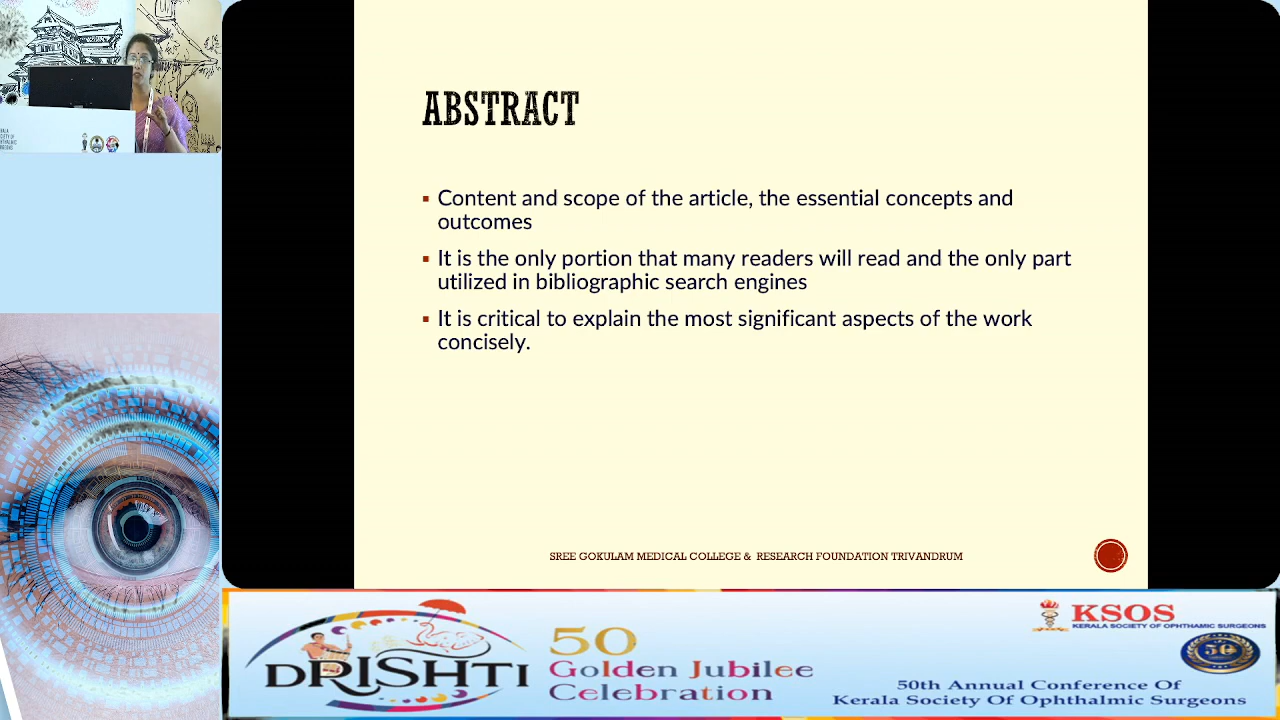 ABSTRACT
▪ Content and scope of the article, the essential concepts and
outcomes
▪ It is the only portion that many readers will read and the only part
utilized in bibliographic search engines
▪ It is critical to explain the most significant aspects of the work
concisely.
SREE GOKULAM MEDICAL COLLEGE & RESEARCH FOUNDATION TRIVANDRUM
DRISHTI
50
Golden Jubilee
Celebration
KSOS
KERALA SOCIETY OF OPHTHAMIC SURGEONS
50
50th Annual Conference Of
Kerala Society Of Ophthalmic Surgeons